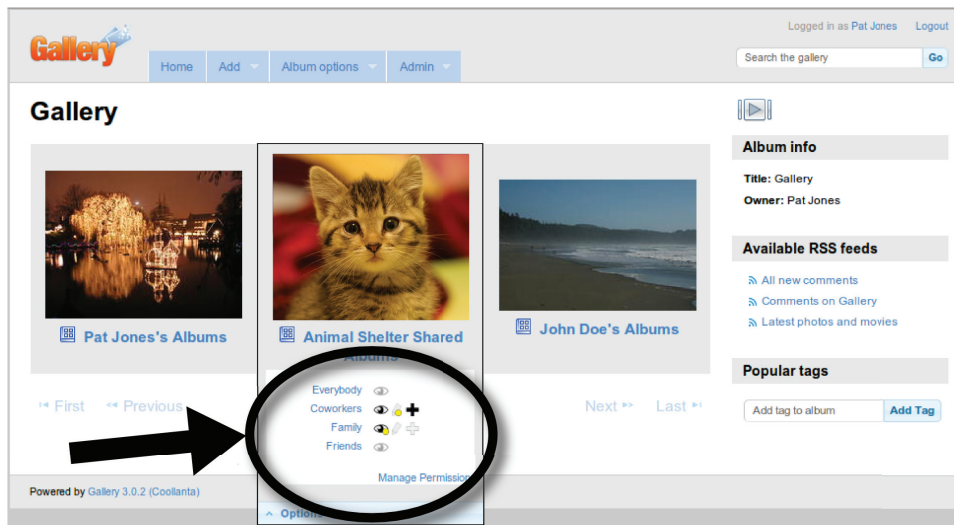 Logged in as Pat Jones Logout
Gallery
Home Add Album options Admin
Search the gallery Go
Gallery
Pat Jones's Albums
Animal Shelter Shared
Albums
John Doe's Albums
Everybody
Coworkers
Family
Friends
Manage Permission
Options
First Previous
Next Last
Album info
Title: Gallery
Owner: Pat Jones
Available RSS feeds
All new comments
Comments on Gallery
Latest photos and movies
Popular tags
Add tag to album Add Tag
Powered by Gallery 3.0.2 (Coollanta)